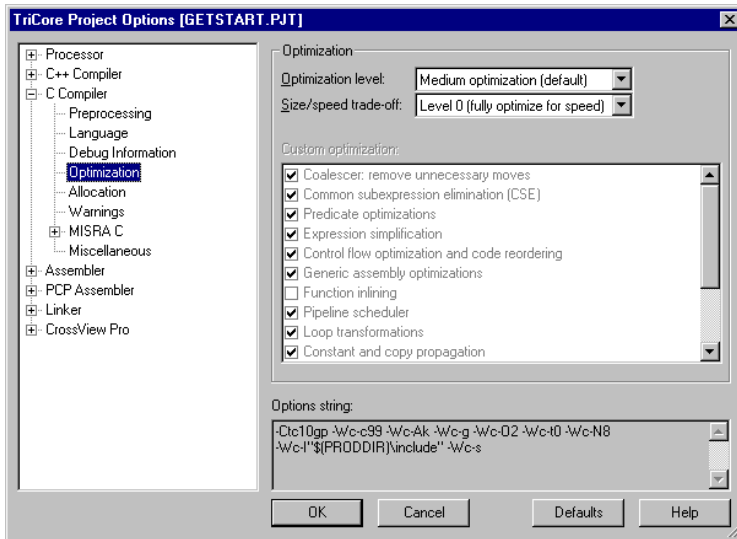 TriCore Project Options [GETSTART.PJT]
Processor
C++ Compiler
C Compiler
Preprocessing
Language
Debug Information
Optimization
Allocation
Warnings
MISRA C
Miscellaneous
Assembler
PCP Assembler
Linker
CrossView Pro
Optimization
Optimization level:
Medium optimization (default)
Size/speed trade-off:
Level 0 (fully optimize for speed)
Custom optimization:
Coalescer: remove unnecessary moves
Common subexpression elimination (CSE)
Predicate optimizations
Expression simplification
Control flow optimization and code reordering
Generic assembly optimizations
Function inlining
Pipeline scheduler
Loop transformations
Constant and copy propagation
Options string:
-Ctc10gp -Wc-c99 -Wc-Ak -Wc-g -Wc-O2 -Wc-t0 -Wc-N8
-Wc-I"$(PRODDIR)\include" -Wc-s
OK
Cancel
Defaults
Help